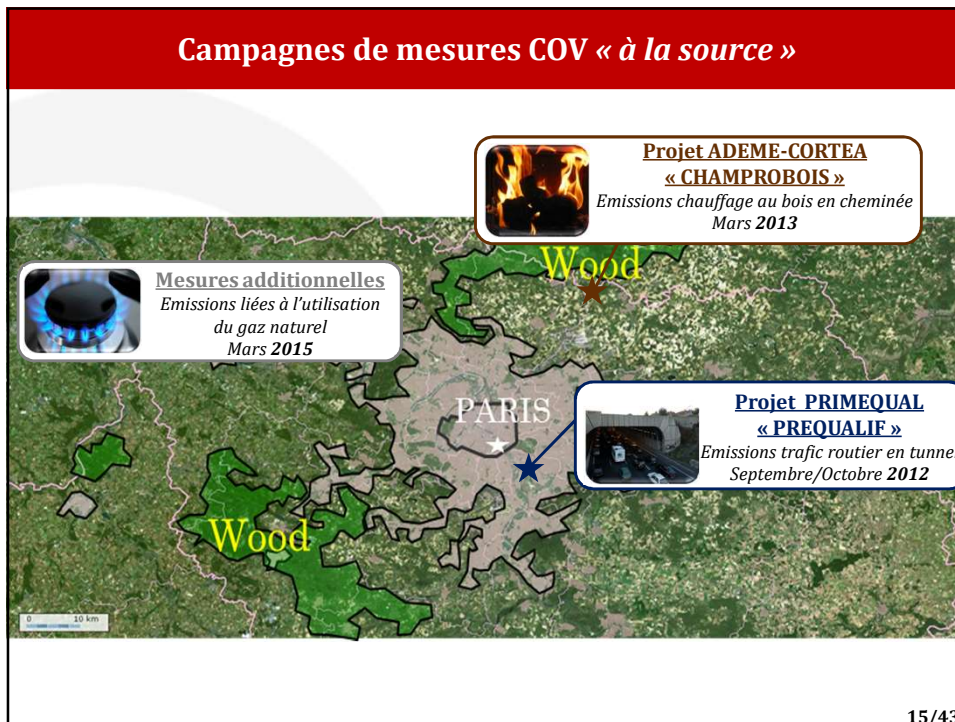 Campagnes de mesures COV « à la source »
Projet ADEME-CORTEA
« CHAMPROBOIS »
Emissions chauffage au bois en cheminée
Mars 2013
Wood
Mesures additionnelles
Emissions liées à l'utilisation
du gaz naturel
Mars 2015
PARIS
Projet PRIMEQUAL
« PREQUALIF »
Emissions trafic routier en tunnel
Septembre/Octobre 2012
Wood
0 10 km
15/43